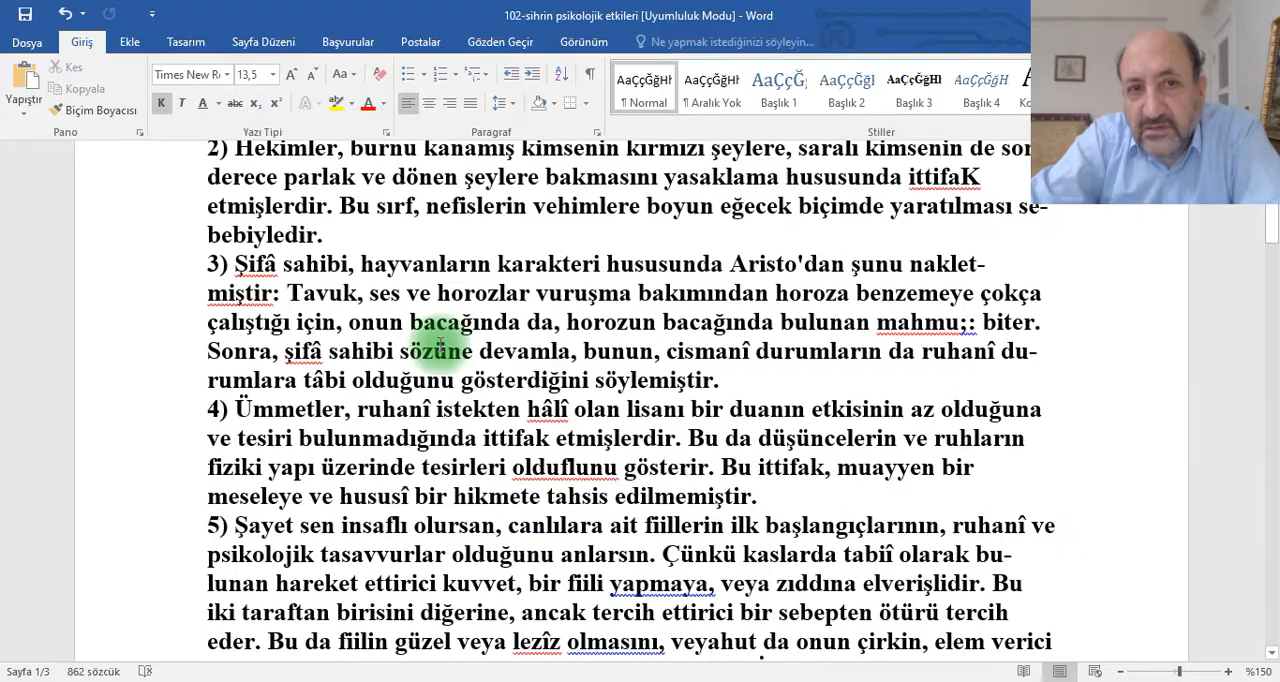 102-sihrin psikolojik etkileri [Uyumluluk Modu] - Word
Dosya Giriş Ekle Tasarım Sayfa Düzeni Başvurular Postalar Gözden Geçir Görünüm Ne yapmak istediğinizi söyleyin...
Yapıştır
Kes
Kopyala
Biçim Boyacısı
Times New Ro 13,5
K T A abc x₂ x²
Aa
AaÇçĞğHł AaÇçĞğHł AaÇçĞğ AaÇçĞğH AaÇçĞğHl AaÇçĞğH
¶ Normal ¶ Aralık Yok Başlık 1 Başlık 2 Başlık 3 Başlık 4
Pano Yazı Tipi Paragraf Stiller
2) Hekimler, burnu kanamış kimsenin kırmızı şeylere, saralı kimsenin de son
derece parlak ve dönen şeylere bakmasını yasaklama hususunda ittifaK
etmişlerdir. Bu sırf, nefislerin vehimlere boyun eğecek biçimde yaratılması se-
bebiyledir.
3) Şifâ sahibi, hayvanların karakteri hususunda Aristo'dan şunu naklet-
miştir: Tavuk, ses ve horozlar vuruşma bakımından horoza benzemeye çokça
çalıştığı için, onun bacağında da, horozun bacağında bulunan mahmu;: biter.
Sonra, şifâ sahibi sözüne devamla, bunun, cismanî durumların da ruhanî du-
rumlara tâbi olduğunu gösterdiğini söylemiştir.
4) Ümmetler, ruhanî istekten hâlî olan lisanı bir duanın etkisinin az olduğuna
ve tesiri bulunmadığında ittifak etmişlerdir. Bu da düşüncelerin ve ruhların
fiziki yapı üzerinde tesirleri olduflunu gösterir. Bu ittifak, muayyen bir
meseleye ve hususî bir hikmete tahsis edilmemiştir.
5) Şayet sen insaflı olursan, canlılara ait fiillerin ilk başlangıçlarının, ruhanî ve
psikolojik tasavvurlar olduğunu anlarsın. Çünkü kaslarda tabiî olarak bu-
lunan hareket ettirici kuvvet, bir fiili yapmaya, veya zıddına elverişlidir. Bu
iki taraftan birisini diğerine, ancak tercih ettirici bir sebepten ötürü tercih
eder. Bu da fiilin güzel veya lezîz olmasını, veyahut da onun çirkin, elem verici
Sayfa 1/3 862 sözcük %150